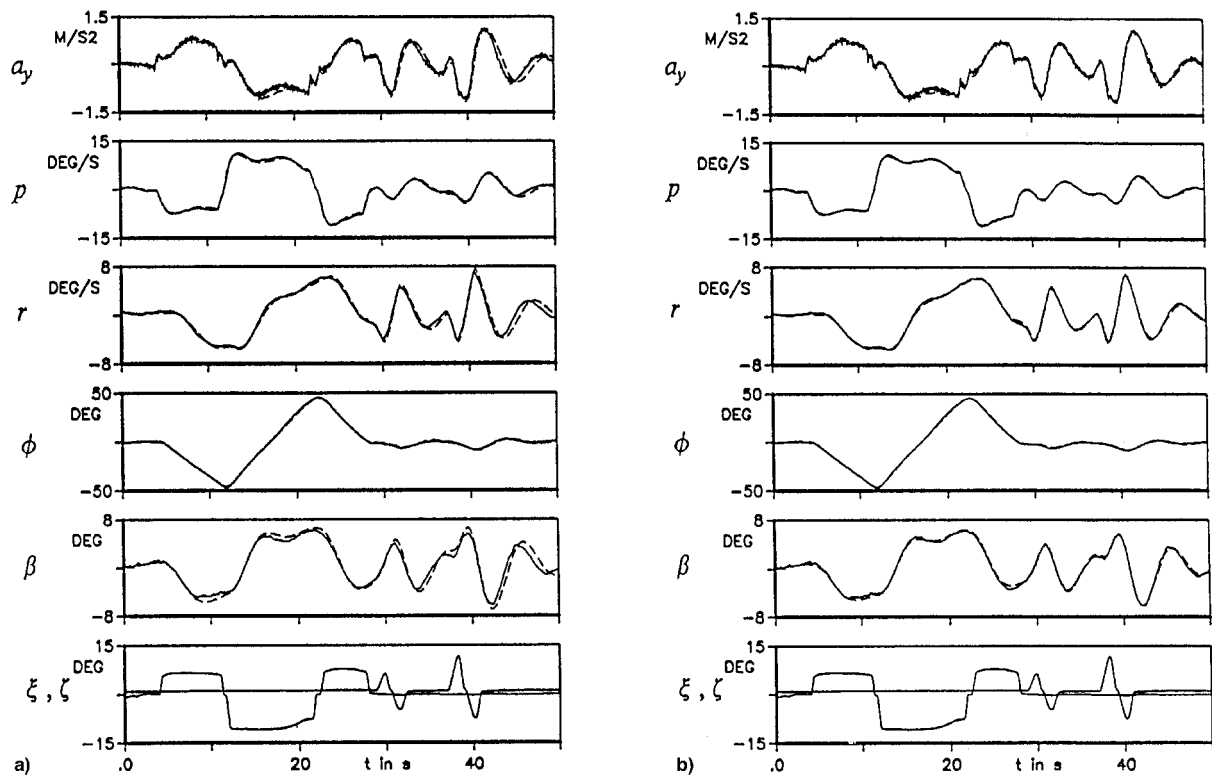 1.5
M/S2
a_y
-1.5
15
DEG/S
p
-15
8
DEG/S
r
-8
50
DEG
ϕ
-50
8
DEG
β
-8
15
DEG
ξ , ζ
-15
.0 20 t in s 40
a)
1.5
M/S2
a_y
-1.5
15
DEG/S
p
-15
8
DEG/S
r
-8
50
DEG
ϕ
-50
8
DEG
β
-8
15
DEG
ξ , ζ
-15
.0 20 t in s 40
b)